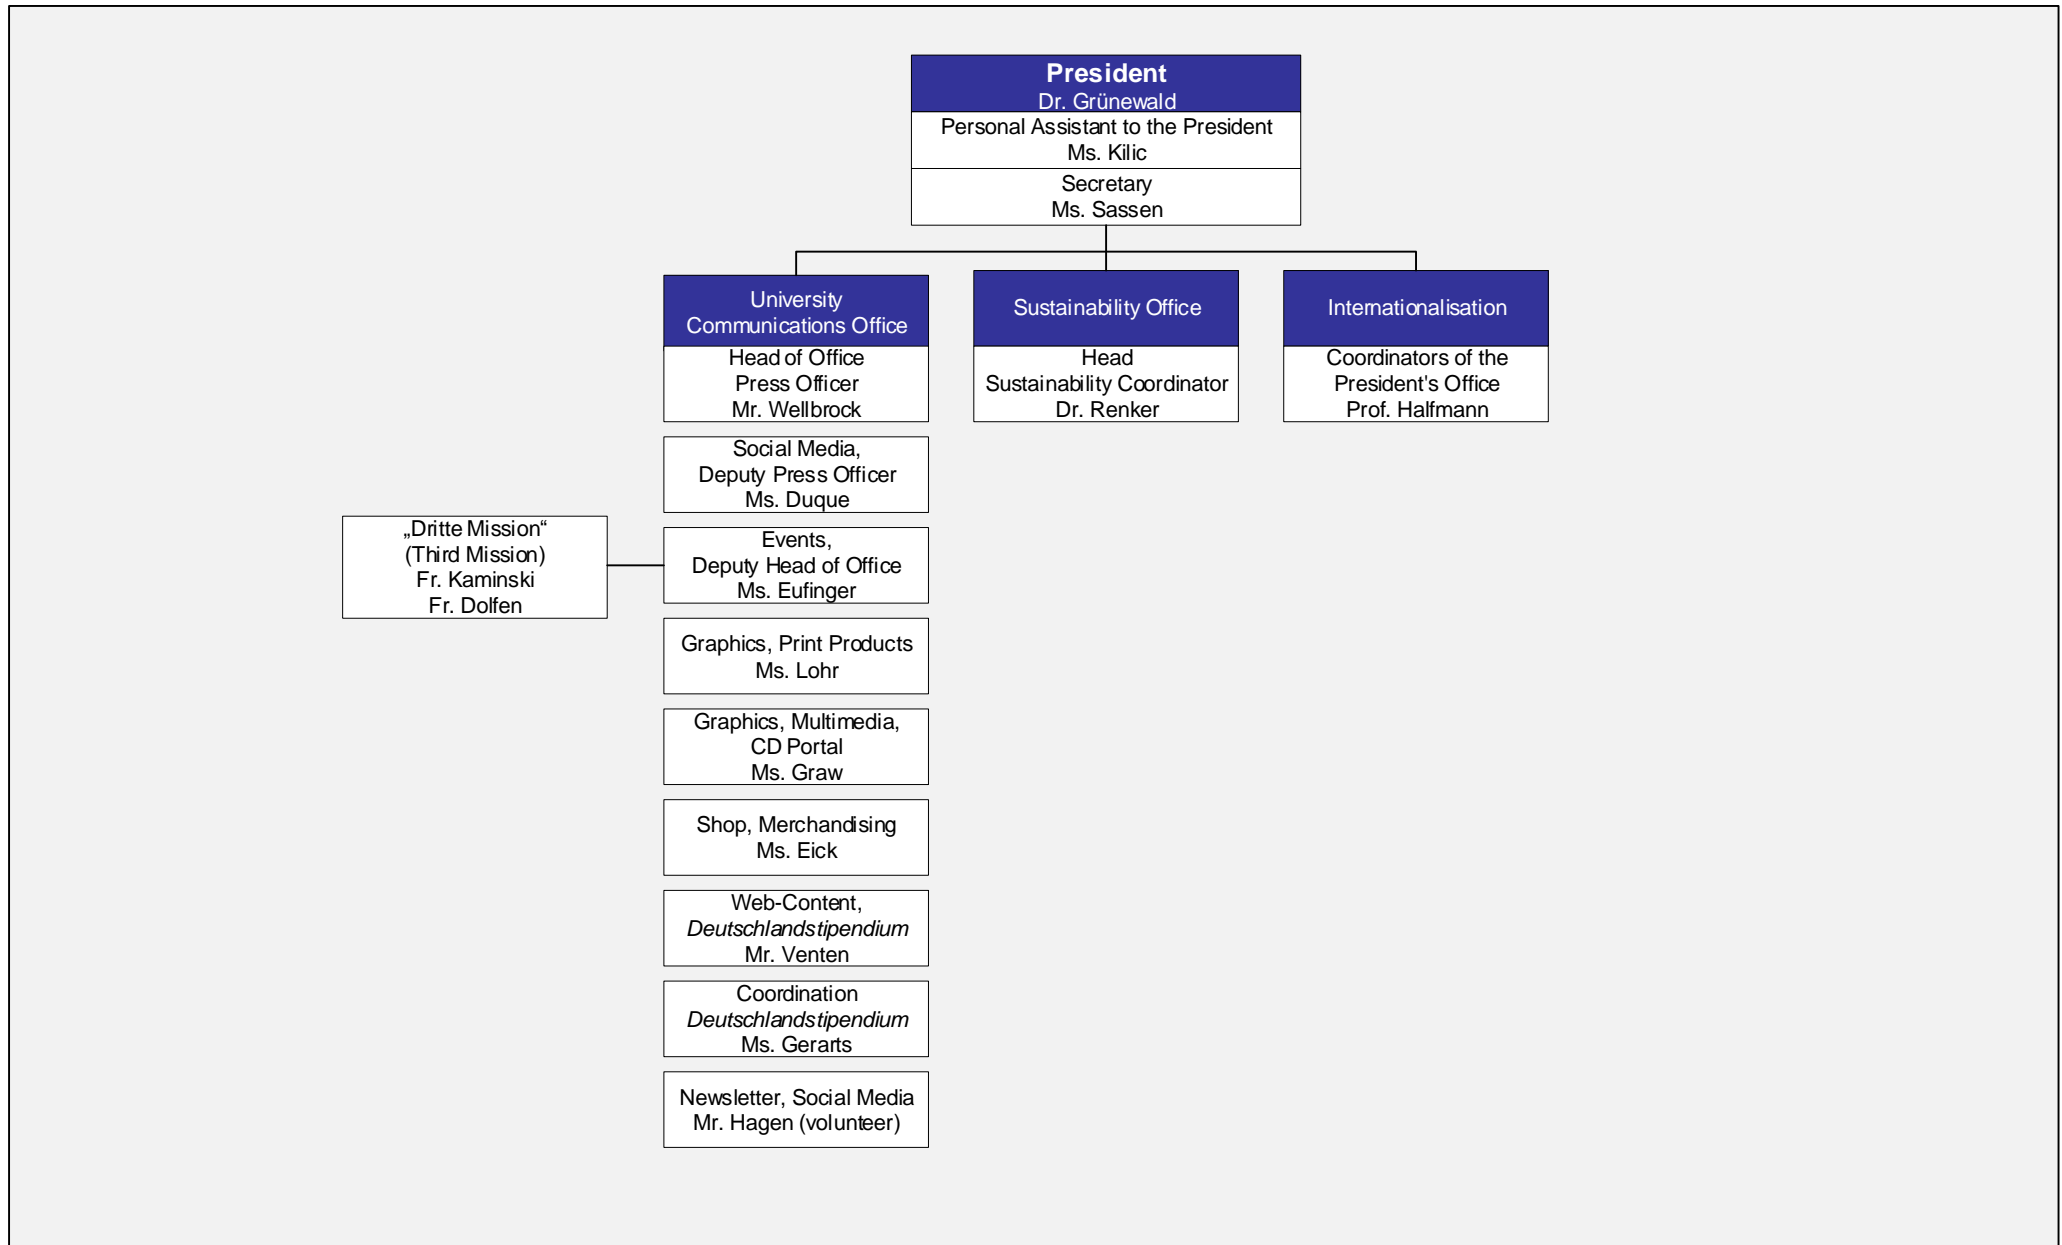 President
Dr. Grünewald
Personal Assistant to the President
Ms. Kilic
Secretary
Ms. Sassen
University
Communications Office
Head of Office
Press Officer
Mr. Wellbrock
Sustainability Office
Head
Sustainability Coordinator
Dr. Renker
Internationalisation
Coordinators of the
President's Office
Prof. Halfmann
Social Media,
Deputy Press Officer
Ms. Duque
„Dritte Mission“
(Third Mission)
Fr. Kaminski
Fr. Dolfen
Events,
Deputy Head of Office
Ms. Eufinger
Graphics, Print Products
Ms. Lohr
Graphics, Multimedia,
CD Portal
Ms. Graw
Shop, Merchandising
Ms. Eick
Web-Content,
Deutschlandstipendium
Mr. Venten
Coordination
Deutschlandstipendium
Ms. Gerarts
Newsletter, Social Media
Mr. Hagen (volunteer)